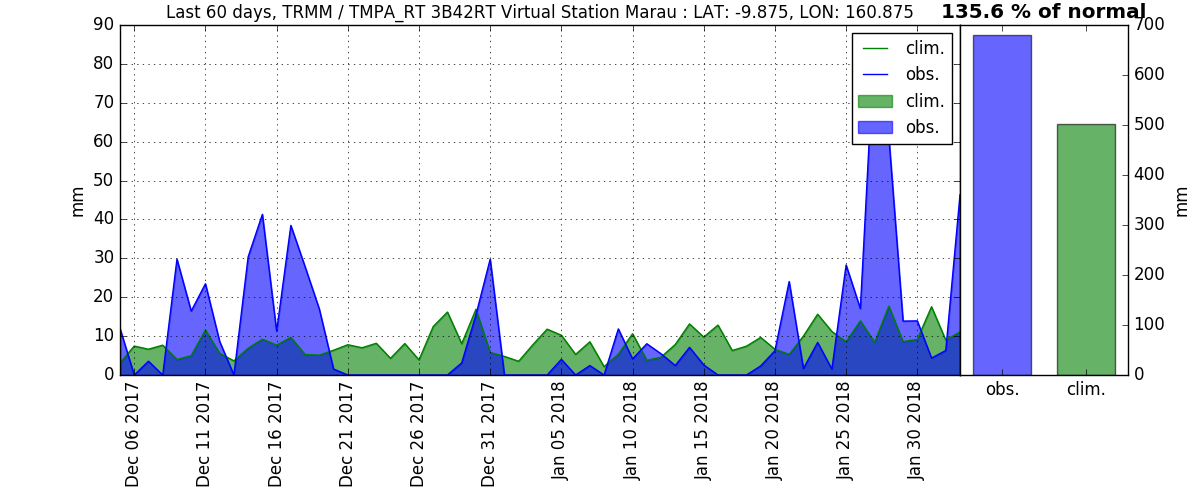 Last 60 days, TRMM / TMPA_RT 3B42RT Virtual Station Marau : LAT: -9.875, LON: 160.875
135.6 % of normal
90
80
70
60
50
40
30
20
10
0
mm
clim.
obs.
clim.
obs.
700
600
500
400
300
200
100
0
mm
obs.
clim.
Dec 06 2017
Dec 11 2017
Dec 16 2017
Dec 21 2017
Dec 26 2017
Dec 31 2017
Jan 05 2018
Jan 10 2018
Jan 15 2018
Jan 20 2018
Jan 25 2018
Jan 30 2018